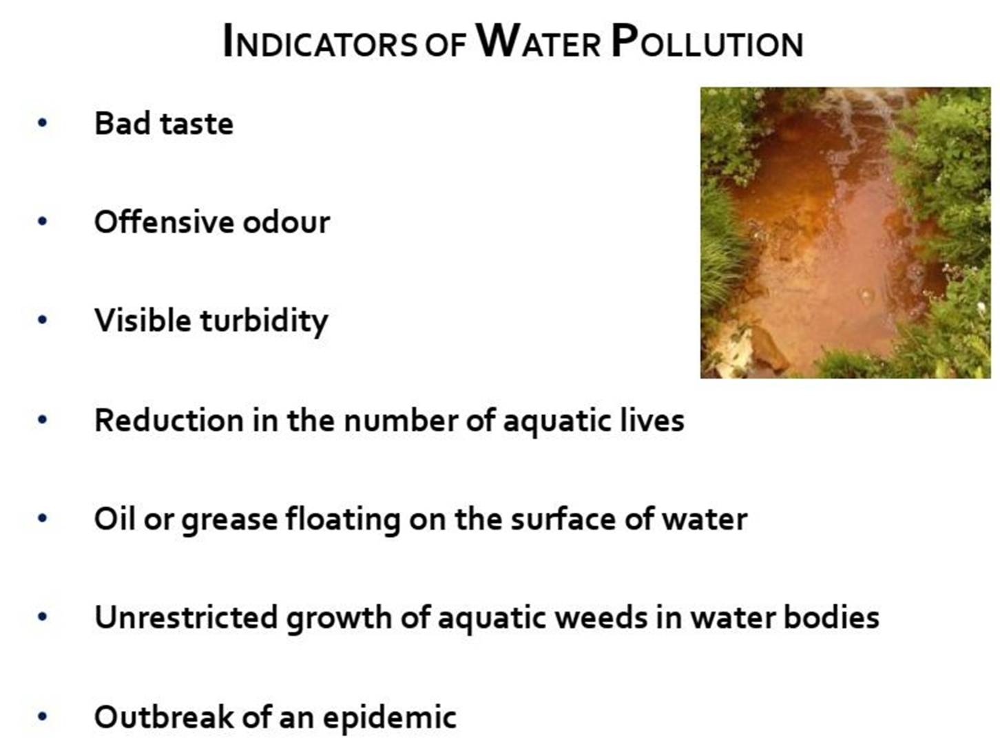 INDICATORS OF WATER POLLUTION
• Bad taste
• Offensive odour
• Visible turbidity
• Reduction in the number of aquatic lives
• Oil or grease floating on the surface of water
• Unrestricted growth of aquatic weeds in water bodies
• Outbreak of an epidemic